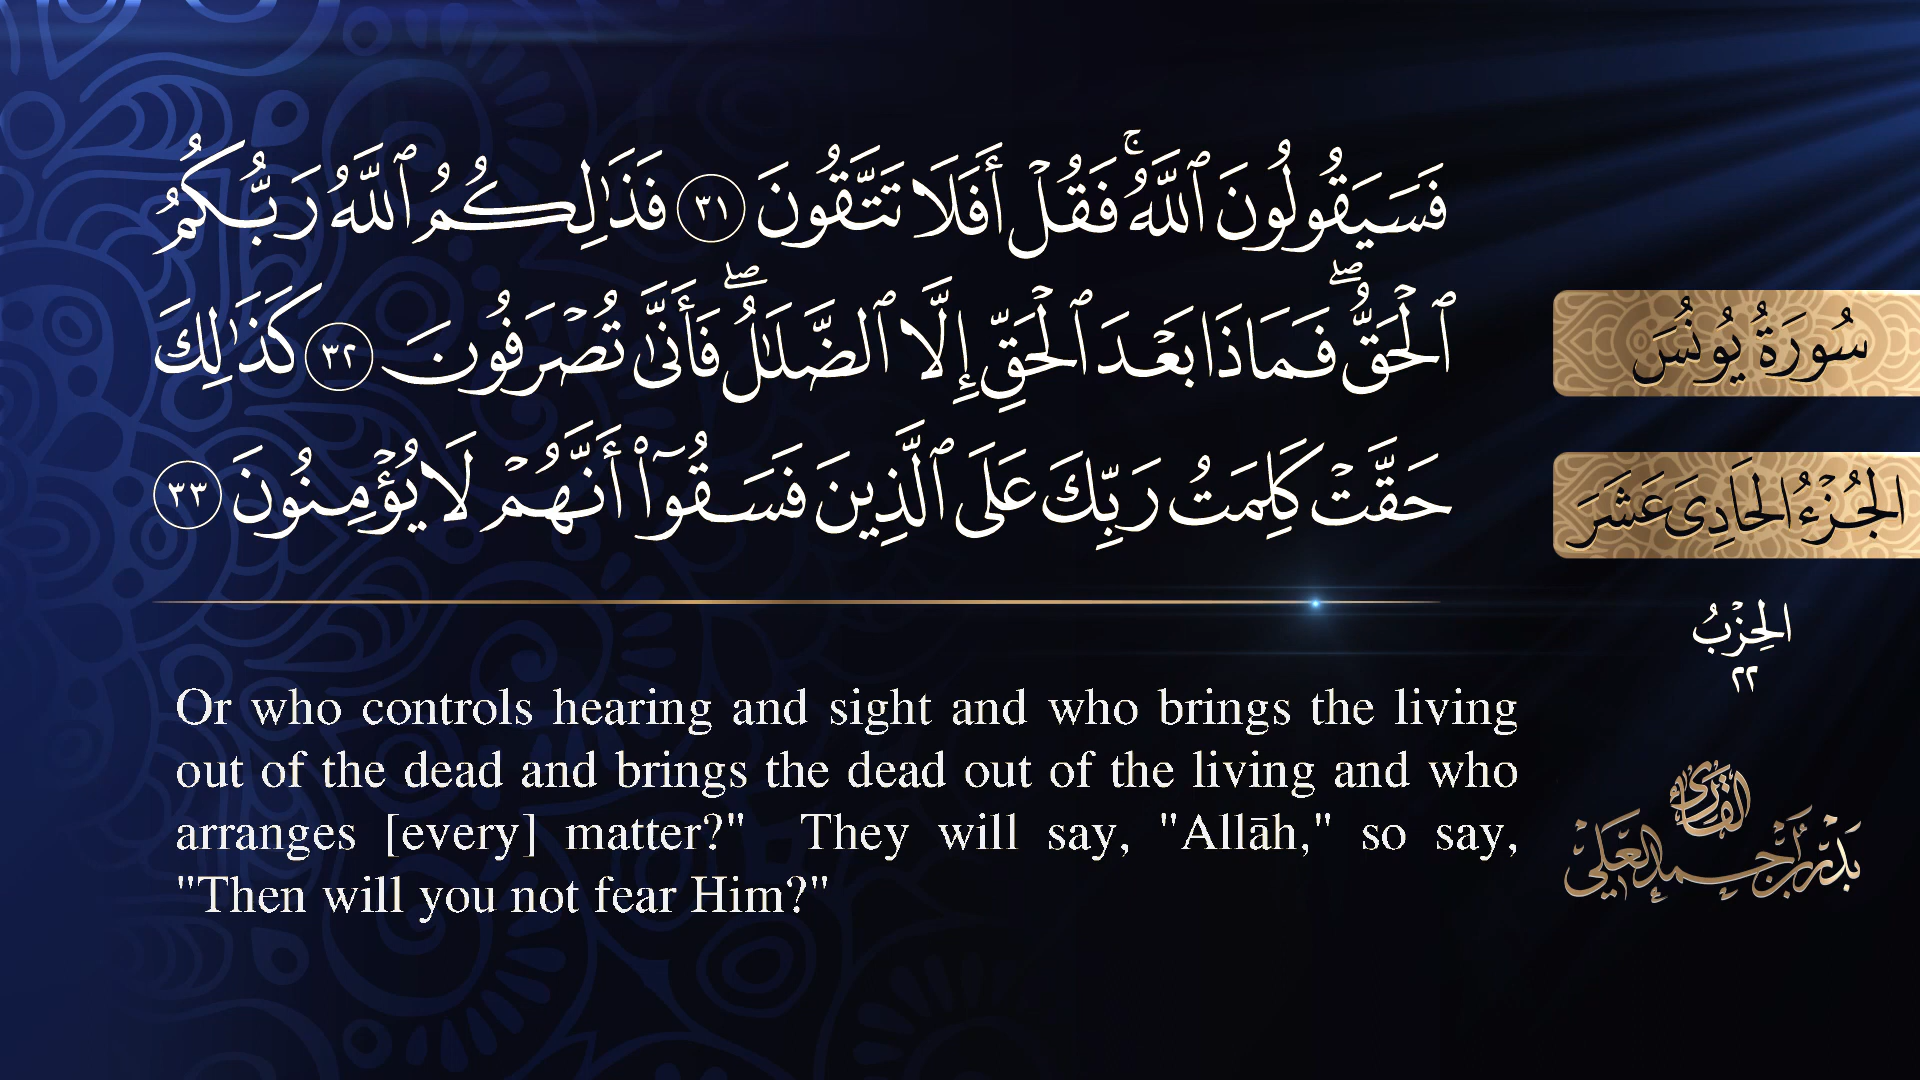 فَسَيَقُولُونَ ٱللَّهُۚ فَقُلۡ أَفَلَا تَتَّقُونَ ٣١ فَذَٰلِكُمُ ٱللَّهُ رَبُّكُمُ
ٱلۡحَقُّۖ فَمَاذَا بَعۡدَ ٱلۡحَقِّ إِلَّا ٱلضَّلَٰلُۖ فَأَنَّىٰ تُصۡرَفُونَ ٣٢ كَذَٰلِكَ
حَقَّتۡ كَلِمَتُ رَبِّكَ عَلَى ٱلَّذِينَ فَسَقُوٓاْ أَنَّهُمۡ لَا يُؤۡمِنُونَ ٣٣
سُورَةُ يُونُسَ
الجُزْءُ الحَادِىَ عَشَرَ
الحِزْبُ
٢٢
Or who controls hearing and sight and who brings the living
out of the dead and brings the dead out of the living and who
arranges [every] matter?" They will say, "Allāh," so say,
"Then will you not fear Him?"
القارئ
بدر بن أحمد العلي